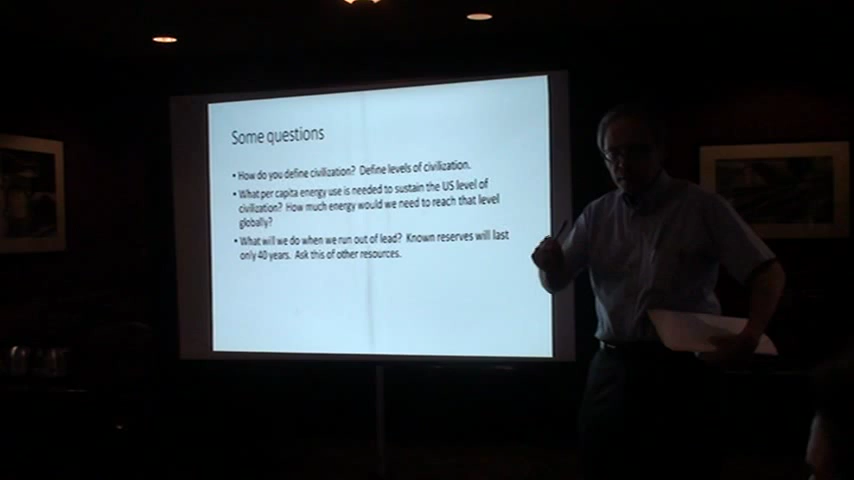 Some questions
• How do you define civilization? Define levels of civilization.
• What per capita energy use is needed to sustain the US level of
civilization? How much energy would we need to reach that level
globally?
• What will we do when we run out of lead? Known reserves will last
only 40 years. Ask this of other resources.